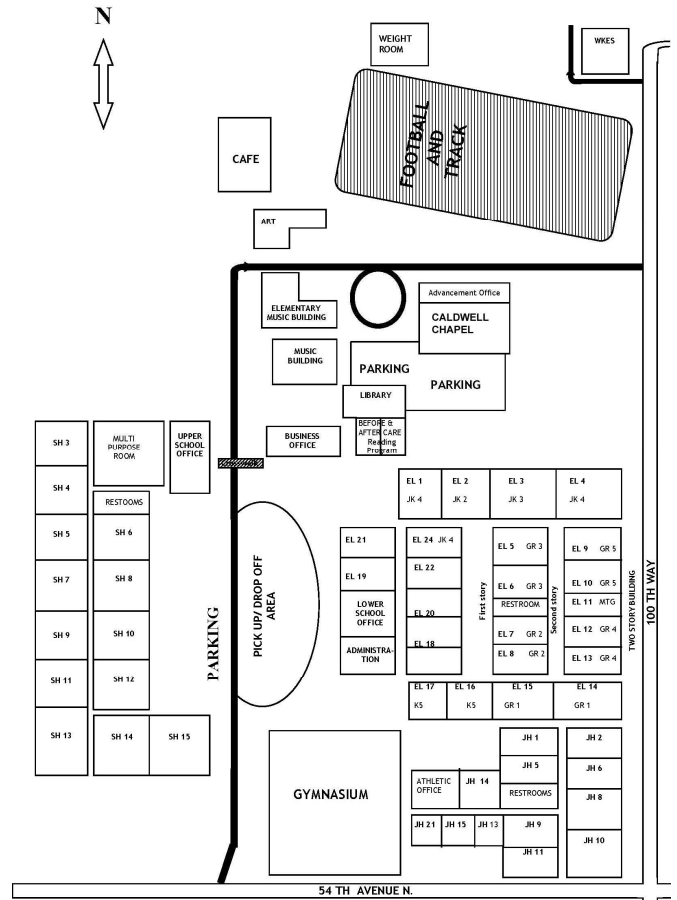 N
WEIGHT
ROOM
WKES
FOOTBALL
AND
TRACK
CAFE
ART
ELEMENTARY
MUSIC BUILDING
Advancement Office
CALDWELL
CHAPEL
MUSIC
BUILDING
PARKING
PARKING
LIBRARY
BEFORE &
AFTER CARE
Reading
Program
BUSINESS
OFFICE
UPPER
SCHOOL
OFFICE
MULTI
PURPOSE
ROOM
SH 3
SH 4
RESTOOMS
SH 5
SH 6
SH 7
SH 8
SH 9
SH 10
SH 11
SH 12
SH 13
SH 14
SH 15
PARKING
PICK UP/ DROP OFF
AREA
EL 1
JK 4
EL 2
JK 2
EL 3
JK 3
EL 4
JK 4
EL 21
EL 19
LOWER
SCHOOL
OFFICE
ADMINISTRA-
TION
EL 24 JK 4
EL 22
EL 20
EL 18
First story
EL 5 GR 3
EL 6 GR 3
RESTROOM
EL 7 GR 2
EL 8 GR 2
Second story
EL 9 GR 5
EL 10 GR 5
EL 11 MTG
EL 12 GR 4
EL 13 GR 4
TWO STORY BUILDING
100 TH WAY
EL 17
K5
EL 16
K5
EL 15
GR 1
EL 14
GR 1
GYMNASIUM
JH 1
JH 2
JH 5
JH 6
ATHLETIC
OFFICE
JH 14
RESTROOMS
JH 8
JH 21
JH 15
JH 13
JH 9
JH 10
JH 11
54 TH AVENUE N.